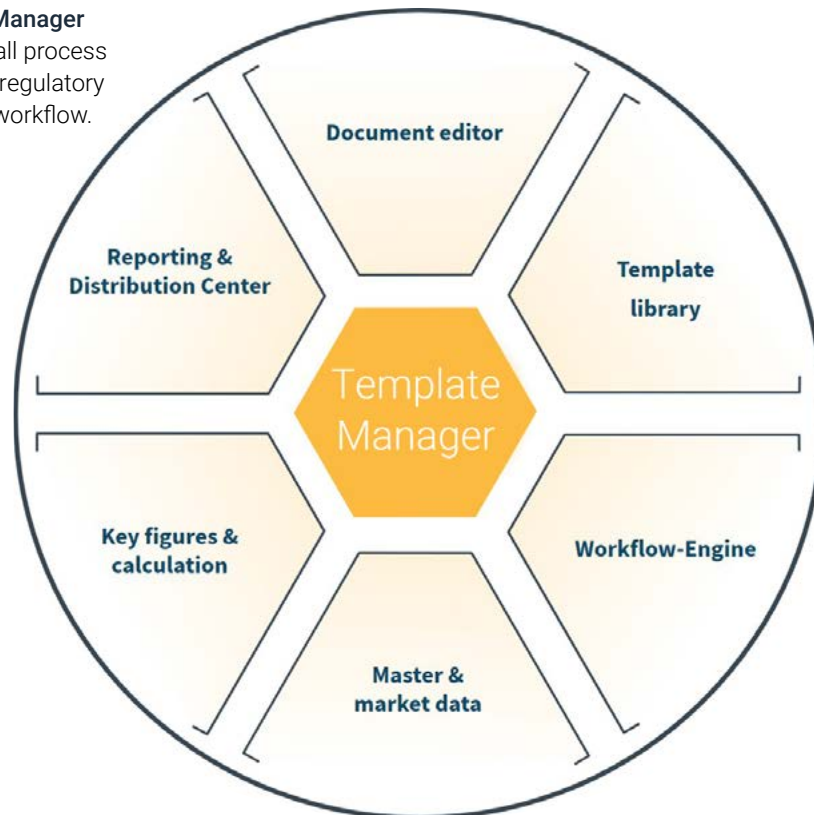 Manager
all process
regulatory
workflow.
Document editor
Reporting &
Distribution Center
Template
library
Template
Manager
Key figures &
calculation
Workflow-Engine
Master &
market data